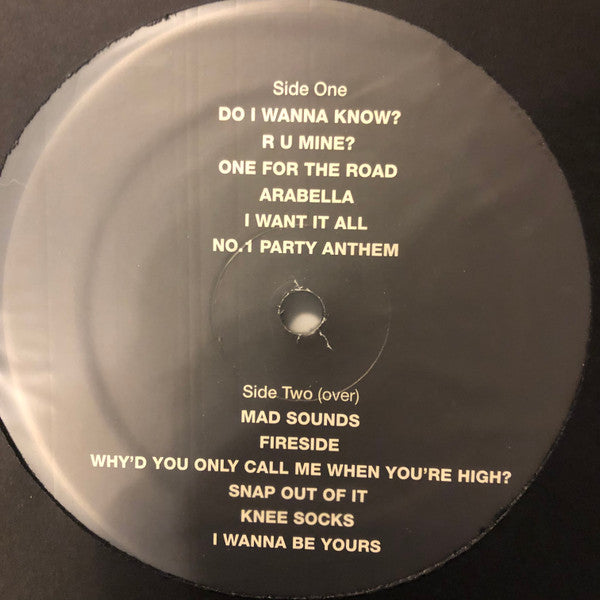 Side One
DO I WANNA KNOW?
R U MINE?
ONE FOR THE ROAD
ARABELLA
I WANT IT ALL
NO.1 PARTY ANTHEM
Side Two (over)
MAD SOUNDS
FIRESIDE
WHY'D YOU ONLY CALL ME WHEN YOU'RE HIGH?
SNAP OUT OF IT
KNEE SOCKS
I WANNA BE YOURS